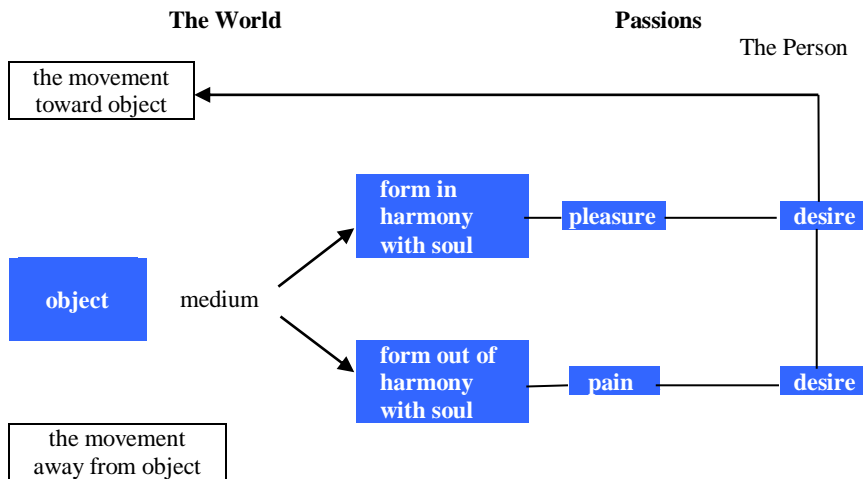 The World
Passions
The Person
the movement
toward object
form in
harmony
with soul
pleasure
desire
object
medium
form out of
harmony
with soul
pain
desire
the movement
away from object